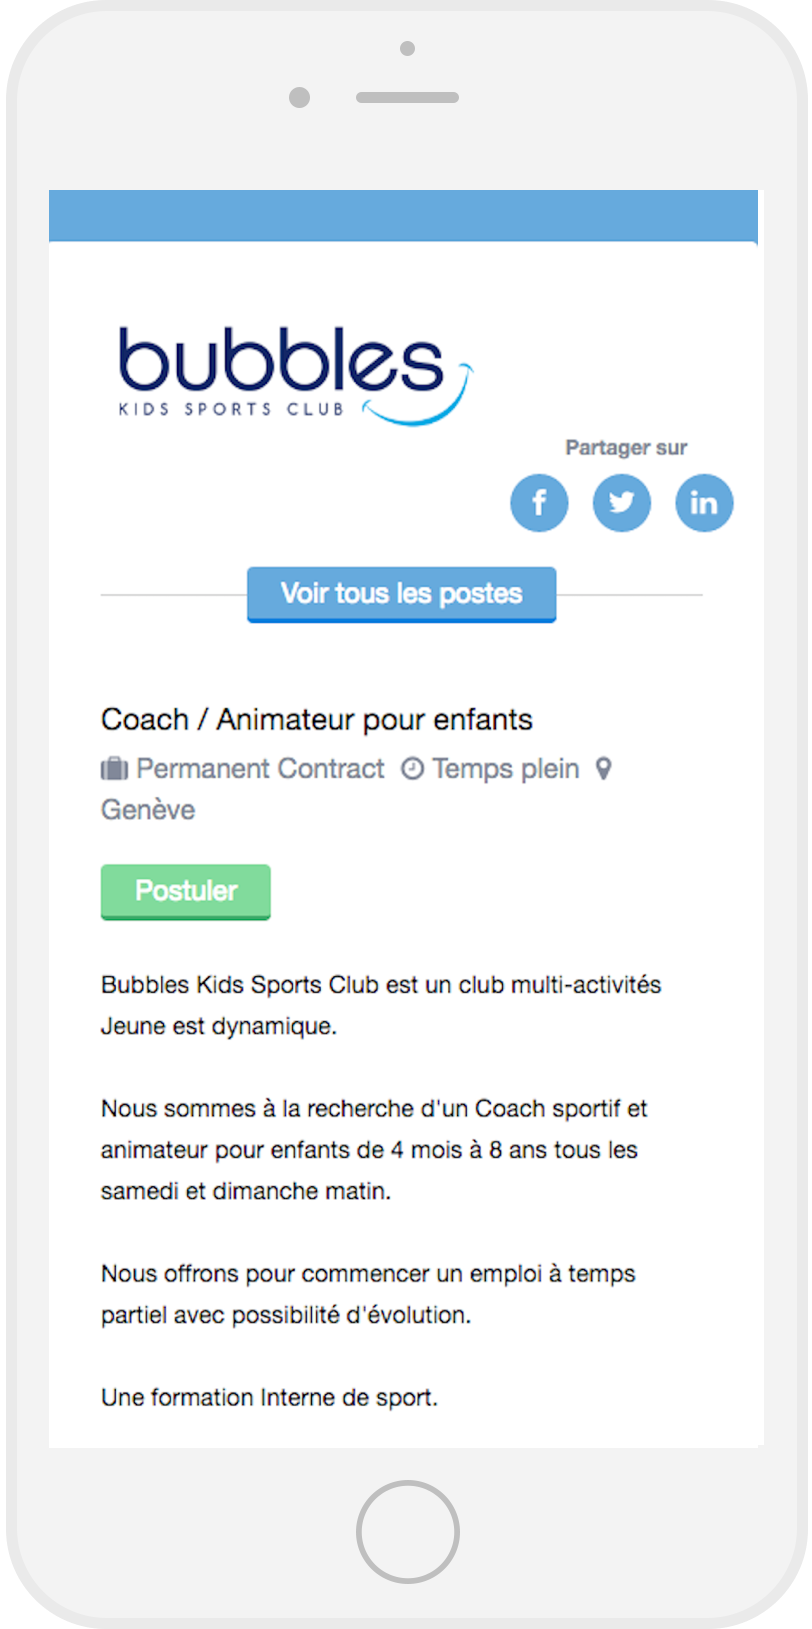 bubbles
KIDS SPORTS CLUB
Partager sur
f
in
Voir tous les postes
Coach / Animateur pour enfants
Permanent Contract Temps plein
Genève
Postuler
Bubbles Kids Sports Club est un club multi-activités
Jeune est dynamique.
Nous sommes à la recherche d'un Coach sportif et
animateur pour enfants de 4 mois à 8 ans tous les
samedi et dimanche matin.
Nous offrons pour commencer un emploi à temps
partiel avec possibilité d'évolution.
Une formation Interne de sport.